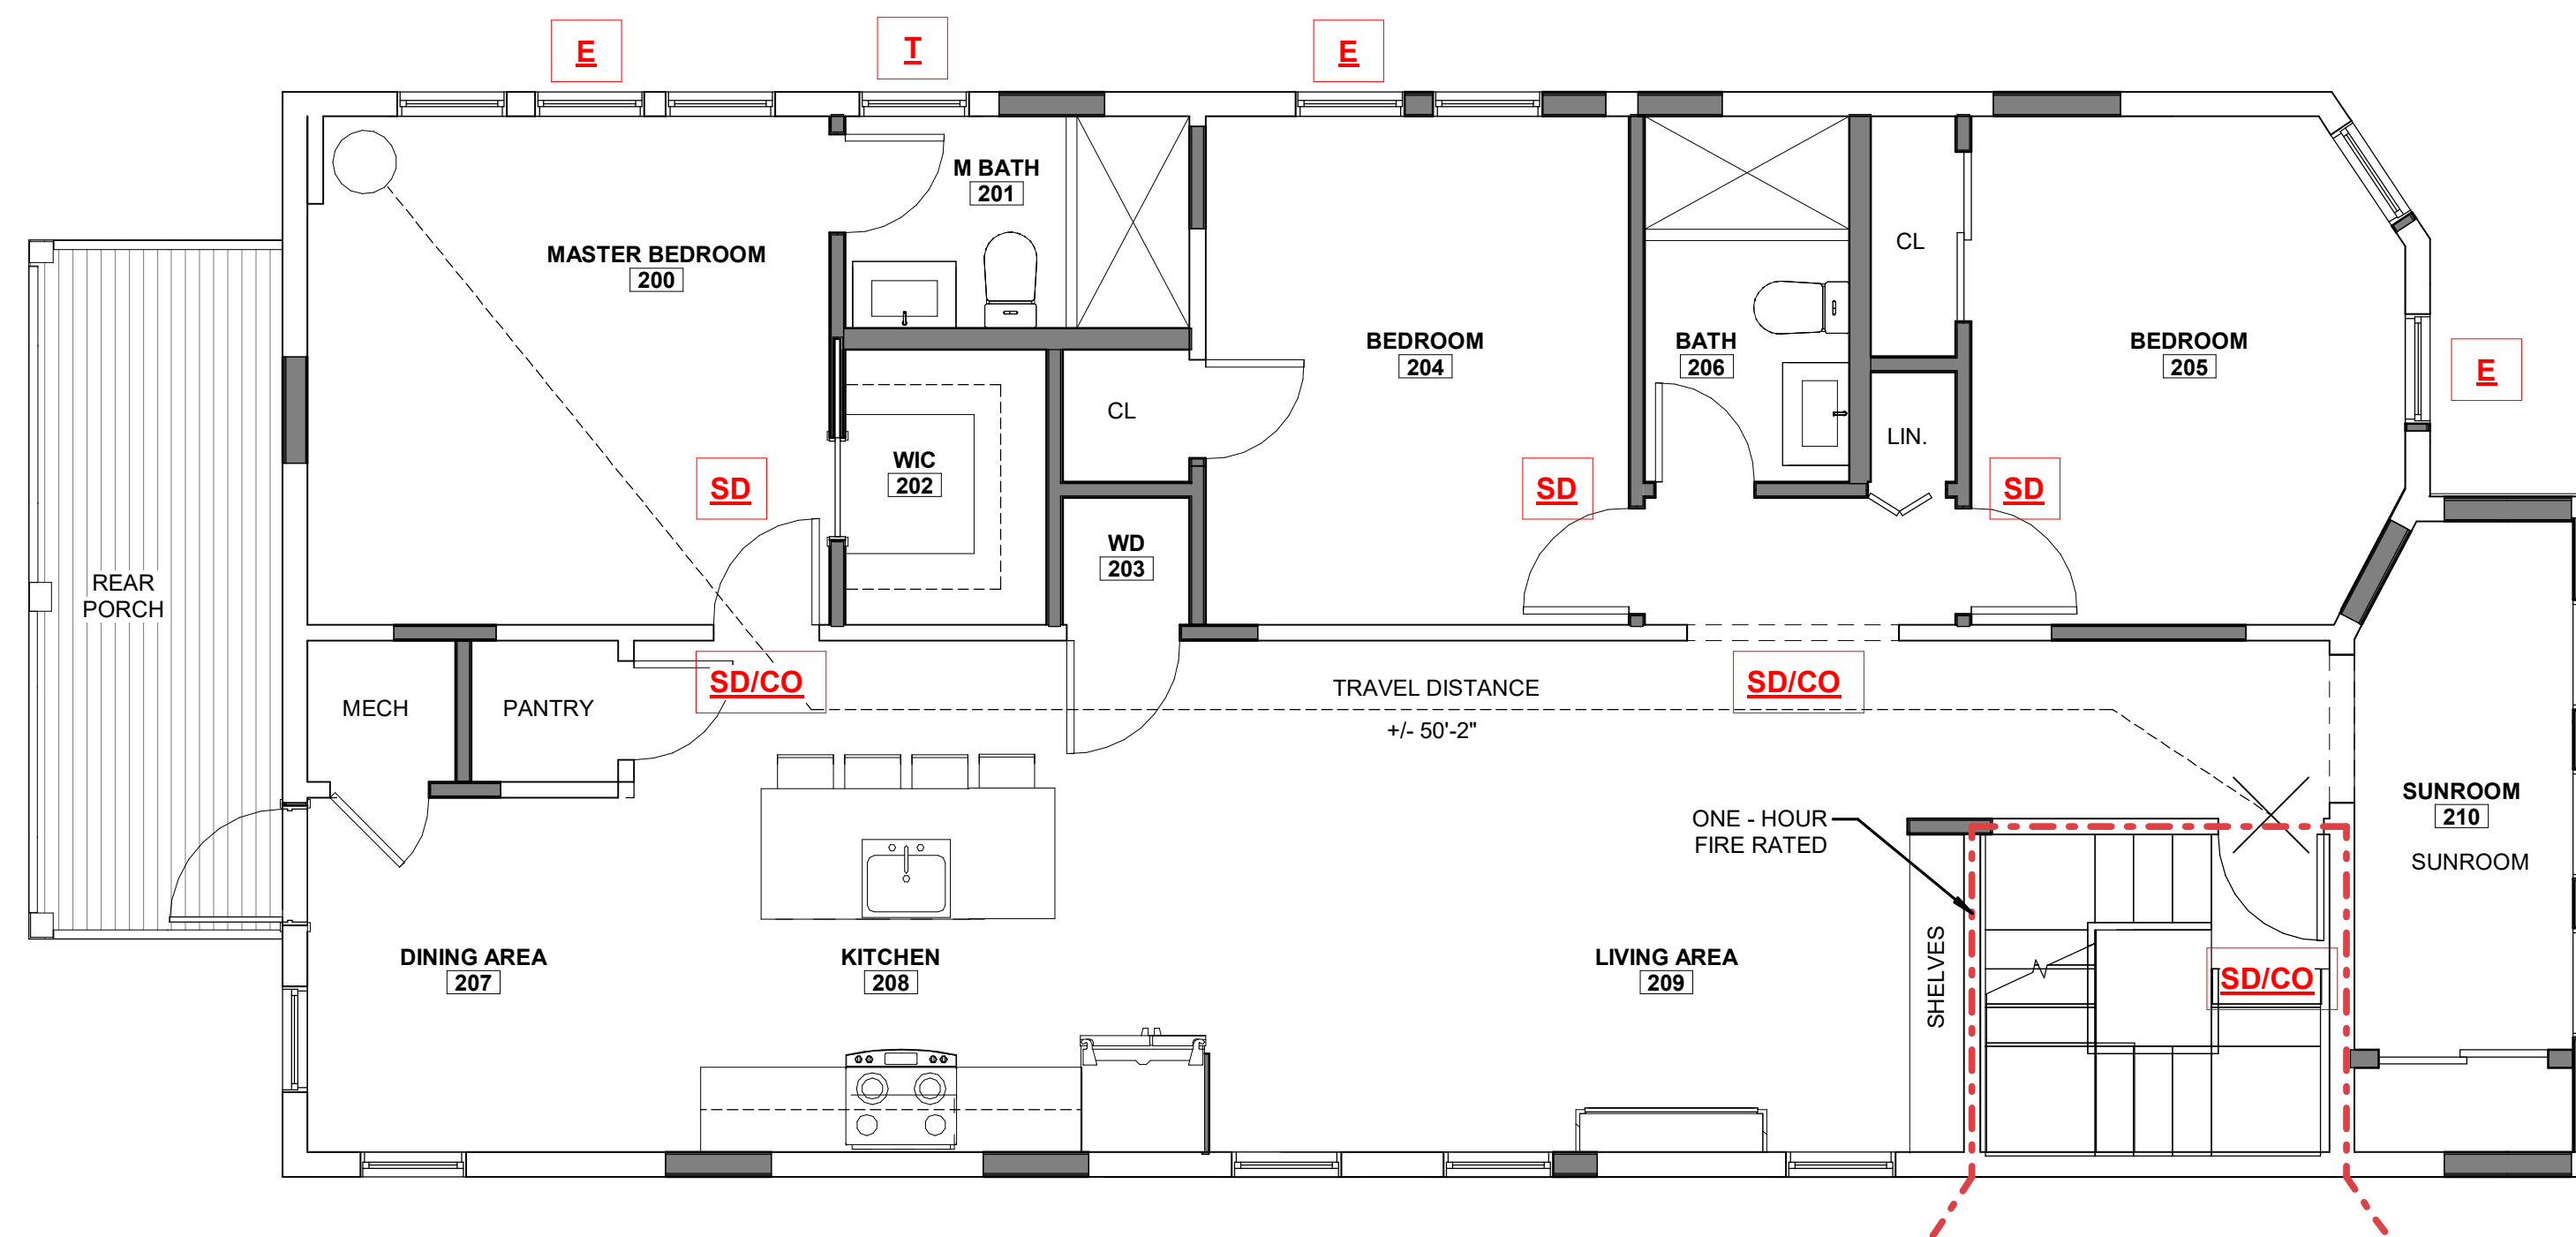 E
T
E
M BATH
201
MASTER BEDROOM
200
CL
BEDROOM
204
BATH
206
BEDROOM
205
E
CL
LIN.
WIC
202
SD
SD
SD
WD
203
REAR
PORCH
SD/CO
SD/CO
MECH
PANTRY
TRAVEL DISTANCE
+/- 50'-2"
ONE - HOUR
FIRE RATED
SUNROOM
210
SUNROOM
DINING AREA
207
KITCHEN
208
LIVING AREA
209
SHELVES
SD/CO